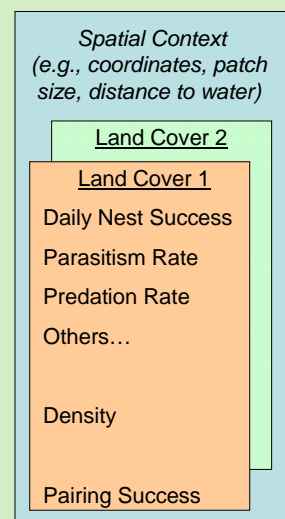 Spatial Context
(e.g., coordinates, patch
size, distance to water)
Land Cover 2
Land Cover 1
Daily Nest Success
Parasitism Rate
Predation Rate
Others…
Density
Pairing Success